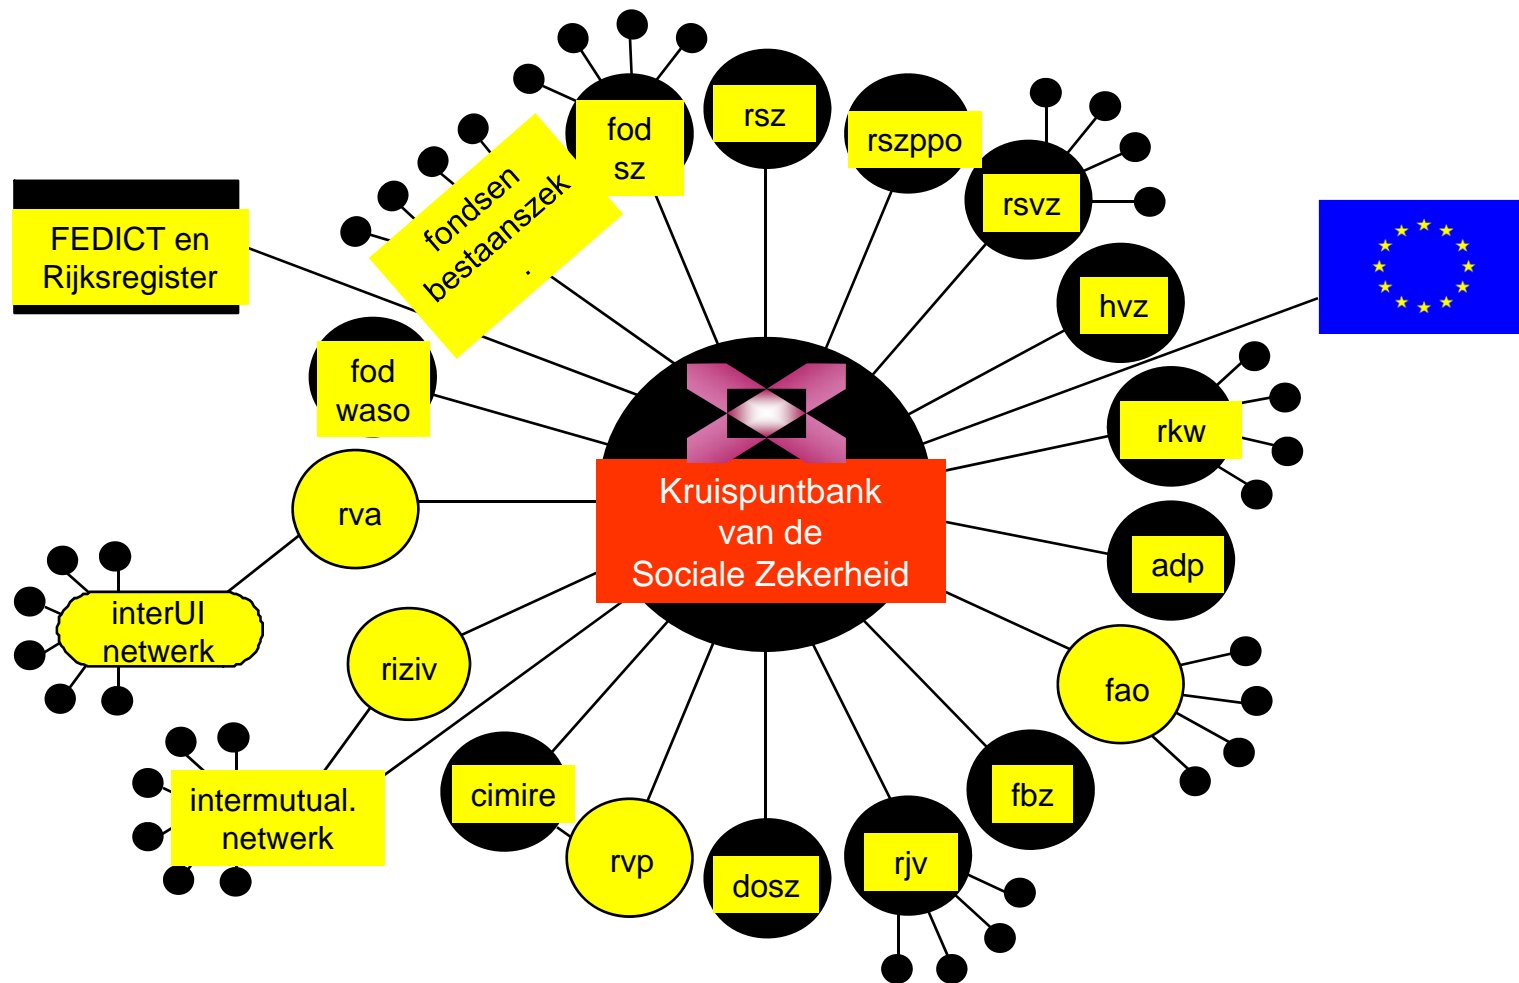 fod
sz
rsz
rszppo
rsvz
fondsen
bestaanszek
.
FEDICT en
Rijksregister
hvz
fod
waso
rkw
Kruispuntbank
van de
Sociale Zekerheid
rva
adp
interUI
netwerk
riziv
fao
intermutual.
netwerk
cimire
rvp
dosz
rjv
fbz